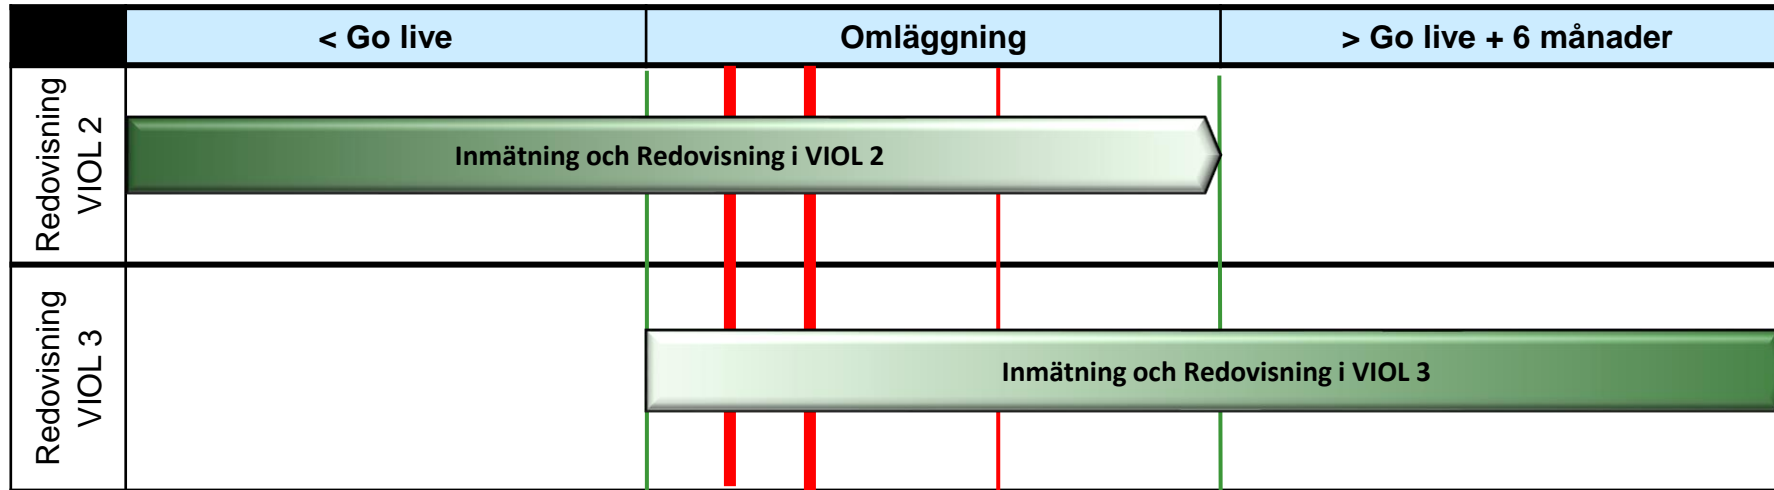 < Go live
Omläggning
> Go live + 6 månader
Redovisning
VIOL 2
Inmätning och Redovisning i VIOL 2
Redovisning
VIOL 3
Inmätning och Redovisning i VIOL 3